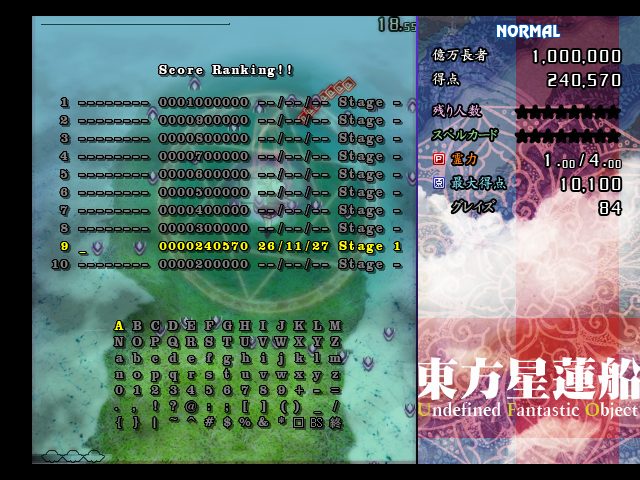 18.55
NORMAL
億万長者 1,000,000
得点 240,570
残り人数 ★★★★★★★★
スペルカード ★★★★★★★★
P 霊力 1.00/4.00
点 最大得点 10,100
グレイズ 84
Score Ranking!!
1 -------- 0001000000 --/--/-- Stage -
2 -------- 0000900000 --/--/-- Stage -
3 -------- 0000800000 --/--/-- Stage -
4 -------- 0000700000 --/--/-- Stage -
5 -------- 0000600000 --/--/-- Stage -
6 -------- 0000500000 --/--/-- Stage -
7 -------- 0000400000 --/--/-- Stage -
8 -------- 0000300000 --/--/-- Stage -
9 _ 0000240570 26/11/27 Stage 1
10 -------- 0000200000 --/--/-- Stage -
A B C D E F G H I J K L M
N O P Q R S T U V W X Y Z
a b c d e f g h i j k l m
n o p q r s t u v w x y z
0 1 2 3 4 5 6 7 8 9 + - =
. , ! ? @ : ; [ ] ( ) _ /
{ } | ~ ^ # $ % & * □ BS 終
東方星蓮船
Undefined Fantastic Object